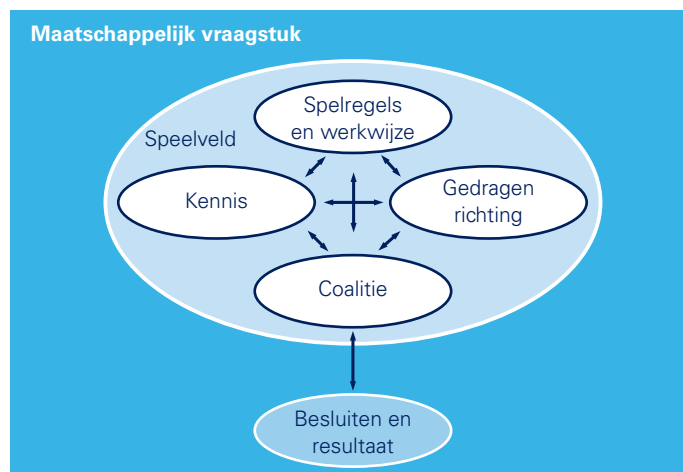 Maatschappelijk vraagstuk
Spelregels
en werkwijze
Speelveld
Kennis
Gedragen
richting
Coalitie
Besluiten en
resultaat